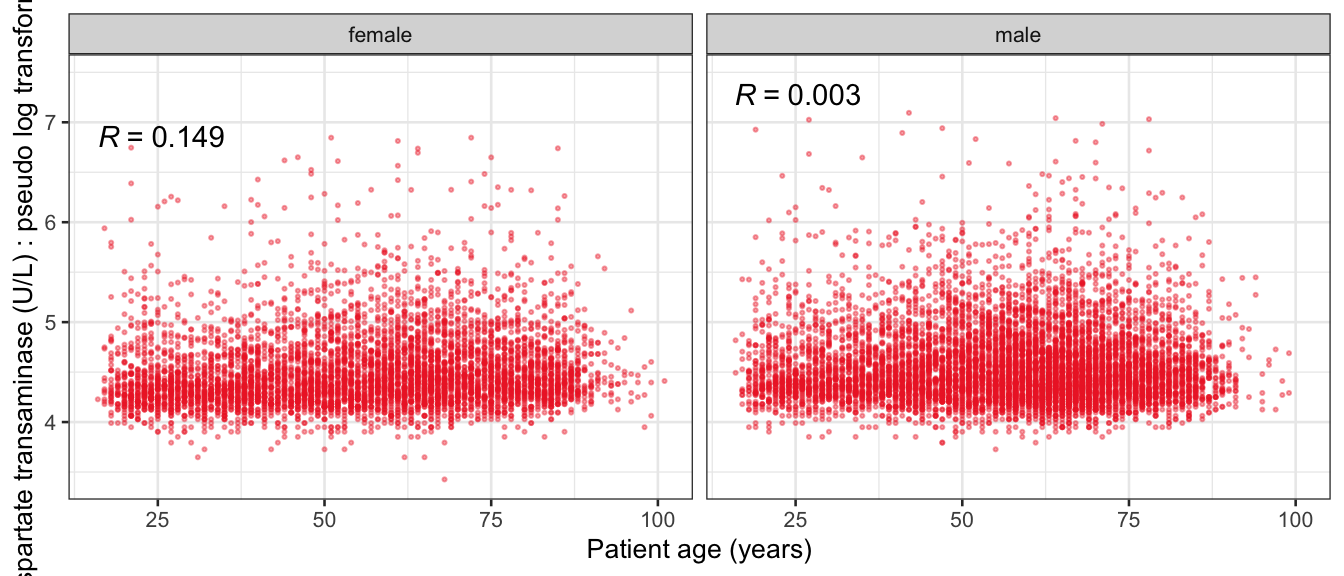 female
male
spartate transaminase (U/L) : pseudo log transforn
R = 0.149
R = 0.003
7
6
5
4
25
50
75
100
25
50
75
100
Patient age (years)